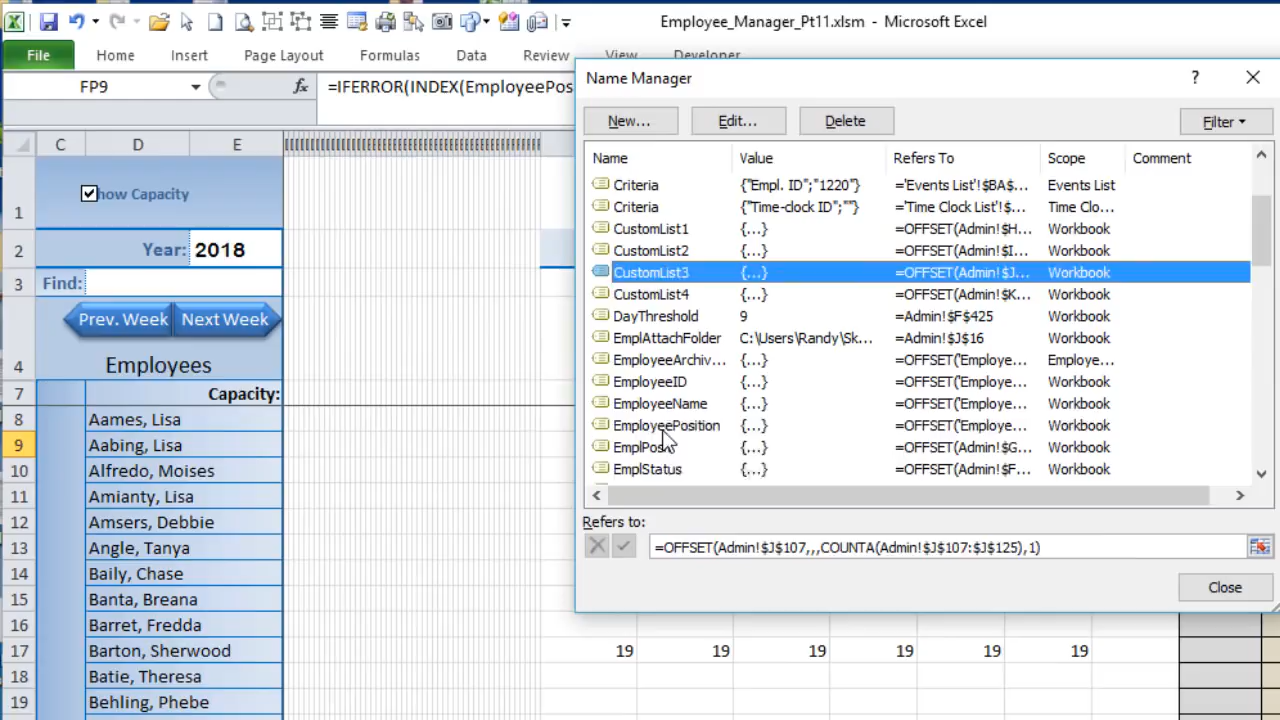 Employee_Manager_Pt11.xlsm - Microsoft Excel
File Home Insert Page Layout Formulas Data Review View Developer
FP9 fx =IFERROR(INDEX(EmployeePos
Name Manager ? ×
New... Edit... Delete Filter
Name Value Refers To Scope Comment
Criteria {"Empl. ID";"1220"} ='Events List'!$BA$... Events List
Criteria {"Time-clock ID";""} ='Time Clock List'!$... Time Clo...
CustomList1 {...} =OFFSET(Admin!$H... Workbook
CustomList2 {...} =OFFSET(Admin!$I... Workbook
CustomList3 {...} =OFFSET(Admin!$J... Workbook
CustomList4 {...} =OFFSET(Admin!$K... Workbook
DayThreshold 9 =Admin!$F$425 Workbook
EmplAttachFolder C:\Users\Randy\Sk... =Admin!$J$16 Workbook
EmployeeArchiv... {...} =OFFSET('Employe... Employe...
EmployeeID {...} =OFFSET('Employe... Workbook
EmployeeName {...} =OFFSET('Employe... Workbook
EmployeePosition {...} =OFFSET('Employe... Workbook
{...} =OFFSET(Admin!$G... Workbook
EmplStatus {...} =OFFSET(Admin!$F... Workbook
Refers to:
=OFFSET(Admin!$J$107,,,COUNTA(Admin!$J$107:$J$125),1)
Close
C D E
1 how Capacity
2 Year: 2018
3 Find:
Prev. Week Next Week
4 Employees
7 Capacity:
8 Aames, Lisa
9 Aabing, Lisa
10 Alfredo, Moises
11 Amianty, Lisa
12 Amsers, Debbie
13 Angle, Tanya
14 Baily, Chase
15 Banta, Breana
16 Barret, Fredda
17 Barton, Sherwood 19 19 19 19 19 19
18 Batie, Theresa
19 Behling, Phebe